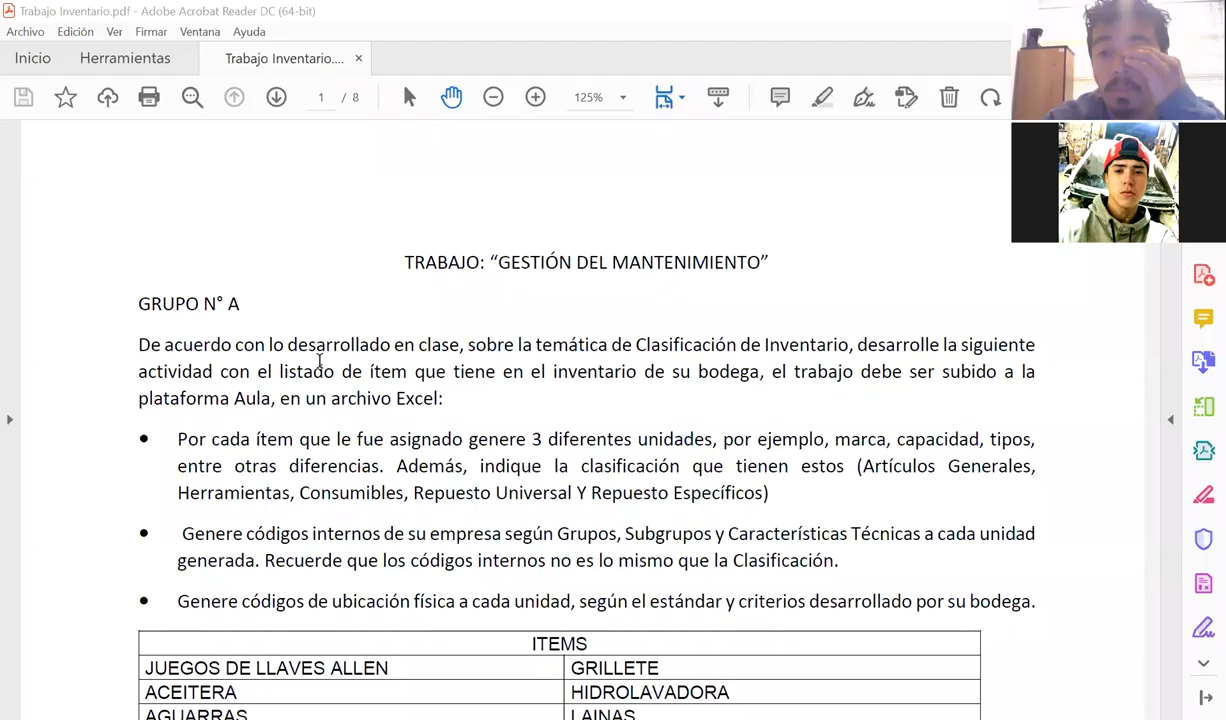 Trabajo Inventario.pdf - Adobe Acrobat Reader DC (64-bit)
Archivo Edición Ver Firmar Ventana Ayuda
Inicio Herramientas Trabajo Inventario.... ×
1 / 8 125%
TRABAJO: “GESTIÓN DEL MANTENIMIENTO”
GRUPO N° A
De acuerdo con lo desarrollado en clase, sobre la temática de Clasificación de Inventario, desarrolle la siguiente
actividad con el listado de ítem que tiene en el inventario de su bodega, el trabajo debe ser subido a la
plataforma Aula, en un archivo Excel:
• Por cada ítem que le fue asignado genere 3 diferentes unidades, por ejemplo, marca, capacidad, tipos,
entre otras diferencias. Además, indique la clasificación que tienen estos (Artículos Generales,
Herramientas, Consumibles, Repuesto Universal Y Repuesto Específicos)
• Genere códigos internos de su empresa según Grupos, Subgrupos y Características Técnicas a cada unidad
generada. Recuerde que los códigos internos no es lo mismo que la Clasificación.
• Genere códigos de ubicación física a cada unidad, según el estándar y criterios desarrollado por su bodega.
ITEMS
JUEGOS DE LLAVES ALLEN GRILLETE
ACEITERA HIDROLAVADORA
AGUARRAS LAINAS